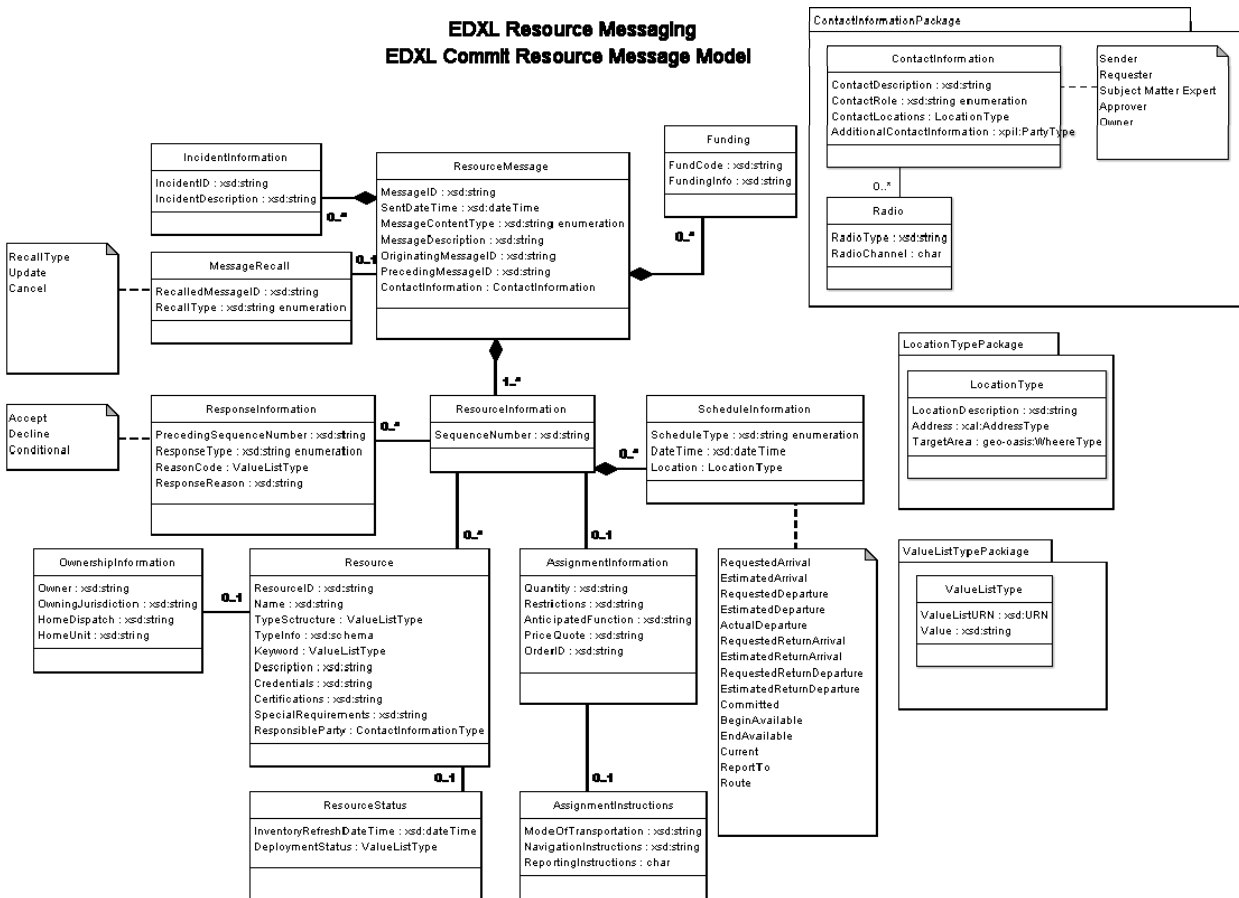 EDXL Resource Messaging
EDXL Commit Resource Message Model
ContactInformationPackage
ContactInformation
ContactDescription : xsd:string
ContactRole : xsd:string enumeration
ContactLocations : LocationType
AdditionalContactInformation : xpil:PartyType
Sender
Requester
Subject Matter Expert
Approver
Owner
0..*
Radio
RadioType : xsd:string
RadioChannel : char
IncidentInformation
IncidentID : xsd:string
IncidentDescription : xsd:string
0..*
ResourceMessage
MessageID : xsd:string
SentDateTime : xsd:dateTime
MessageContentType : xsd:string enumeration
MessageDescription : xsd:string
OriginatingMessageID : xsd:string
PrecedingMessageID : xsd:string
ContactInformation : ContactInformation
Funding
FundCode : xsd:string
FundingInfo : xsd:string
0..*
RecallType
Update
Cancel
MessageRecall
RecalledMessageID : xsd:string
RecallType : xsd:string enumeration
0..1
1..*
LocationTypePackage
LocationType
LocationDescription : xsd:string
Address : xal:AddressType
TargetArea : geo-oasis:WheereType
Accept
Decline
Conditional
ResponseInformation
PrecedingSequenceNumber : xsd:string
ResponseType : xsd:string enumeration
ReasonCode : ValueListType
ResponseReason : xsd:string
0..*
ResourceInformation
SequenceNumber : xsd:string
ScheduleInformation
ScheduleType : xsd:string enumeration
DateTime : xsd:dateTime
Location : LocationType
0..*
0..*
0..1
OwnershipInformation
Owner : xsd:string
OwningJurisdiction : xsd:string
HomeDispatch : xsd:string
HomeUnit : xsd:string
0..1
Resource
ResourceID : xsd:string
Name : xsd:string
TypeSctructure : ValueListType
TypeInfo : xsd:schema
Keyword : ValueListType
Description : xsd:string
Credentials : xsd:string
Certifications : xsd:string
SpecialRequirements : xsd:string
ResponsibleParty : ContactInformationType
AssignmentInformation
Quantity : xsd:string
Restrictions : xsd:string
AnticipatedFunction : xsd:string
PriceQuote : xsd:string
OrderID : xsd:string
RequestedArrival
EstimatedArrival
RequestedDeparture
EstimatedDeparture
ActualDeparture
RequestedReturnArrival
EstimatedReturnArrival
RequestedReturnDeparture
EstimatedReturnDeparture
Committed
BeginAvailable
EndAvailable
Current
ReportTo
Route
ValueListTypePackaige
ValueListType
ValueListURN : xsd:URN
Value : xsd:string
0..1
0..1
ResourceStatus
InventoryRefreshDateTime : xsd:dateTime
DeploymentStatus : ValueListType
AssignmentInstructions
ModeOfTransportation : xsd:string
NavigationInstructions : xsd:string
ReportingInstructions : char